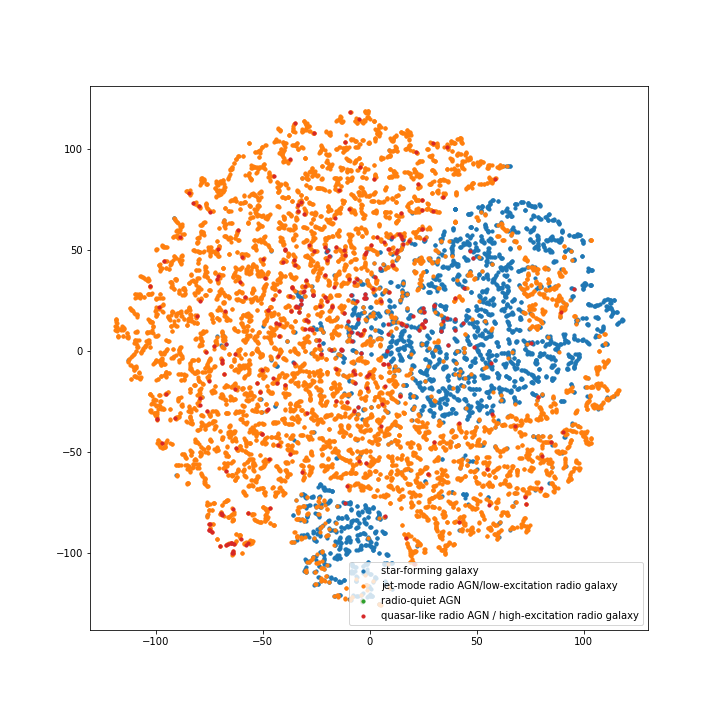 100
50
0
−50
−100
−100
−50
0
50
100
star-forming galaxy
jet-mode radio AGN/low-excitation radio galaxy
radio-quiet AGN
quasar-like radio AGN / high-excitation radio galaxy